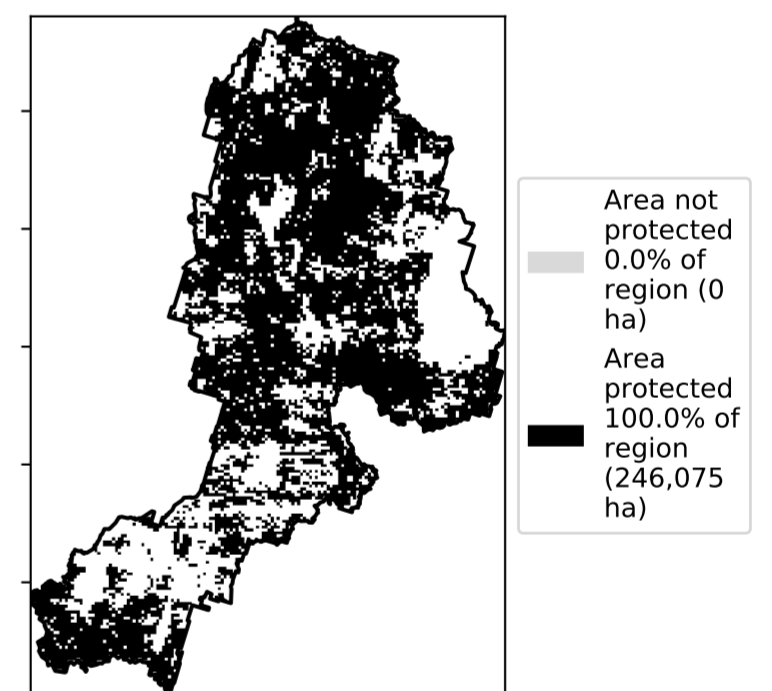 Area not
protected
0.0% of
region (0
ha)
Area
protected
100.0% of
region
(246,075
ha)